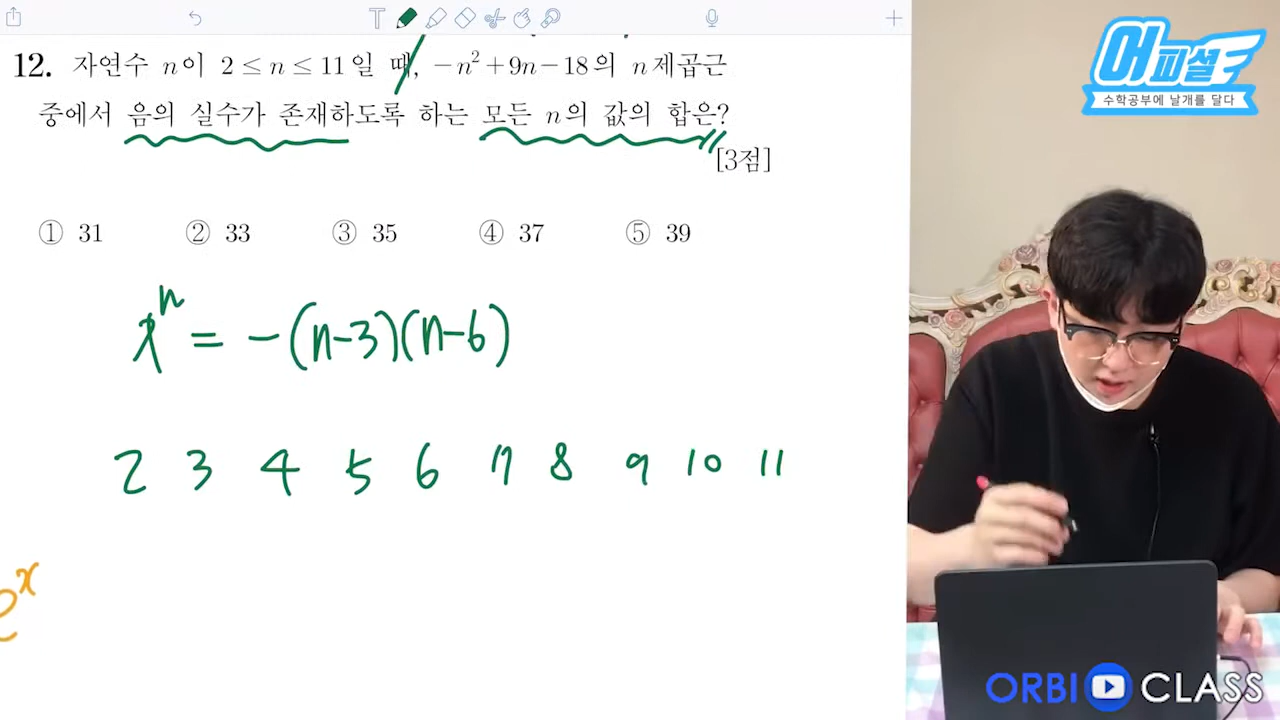 12. 자연수 n이 2 ≤ n ≤ 11일 때, −n²+9n−18의 n제곱근
중에서 음의 실수가 존재하도록 하는 모든 n의 값의 합은?
[3점]
① 31 ② 33 ③ 35 ④ 37 ⑤ 39
xⁿ = −(n−3)(n−6)
2 3 4 5 6 7 8 9 10 11
eˣ
어피셜
수학공부에 날개를 달다
ORBI CLASS